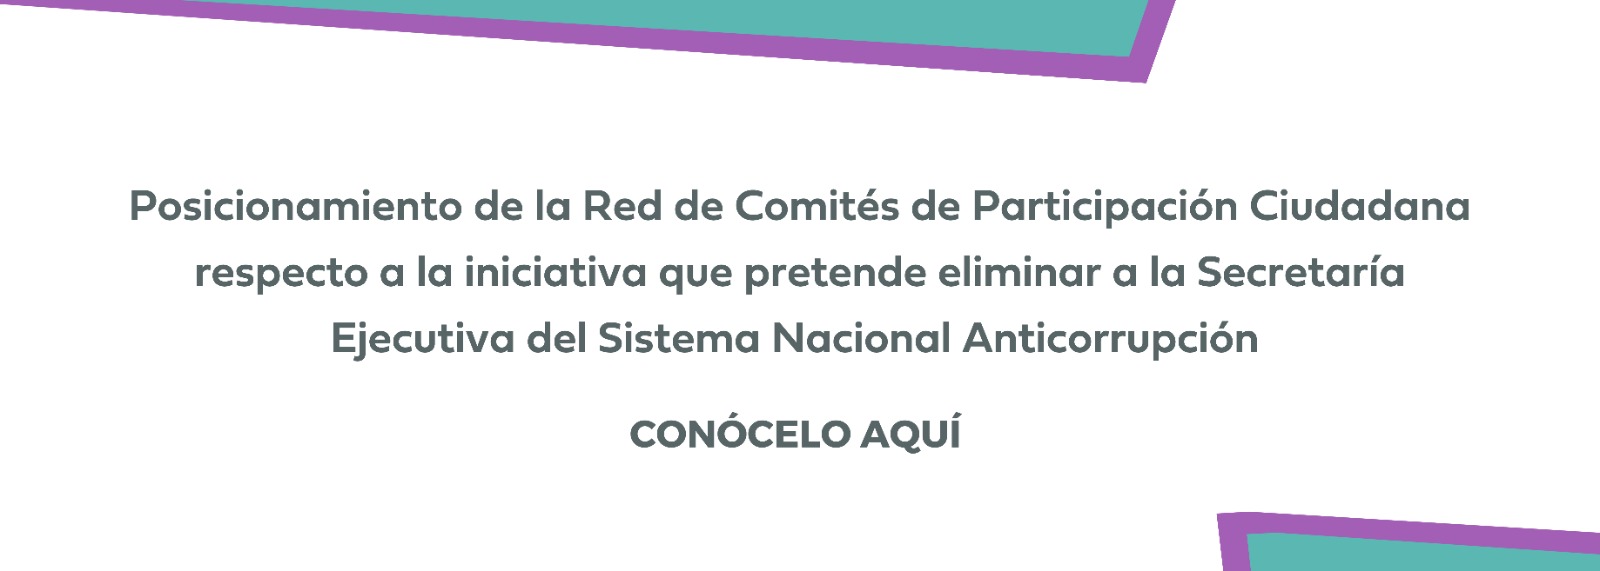 Posicionamiento de la Red de Comités de Participación Ciudadana
respecto a la iniciativa que pretende eliminar a la Secretaría
Ejecutiva del Sistema Nacional Anticorrupción
CONÓCELO AQUÍ